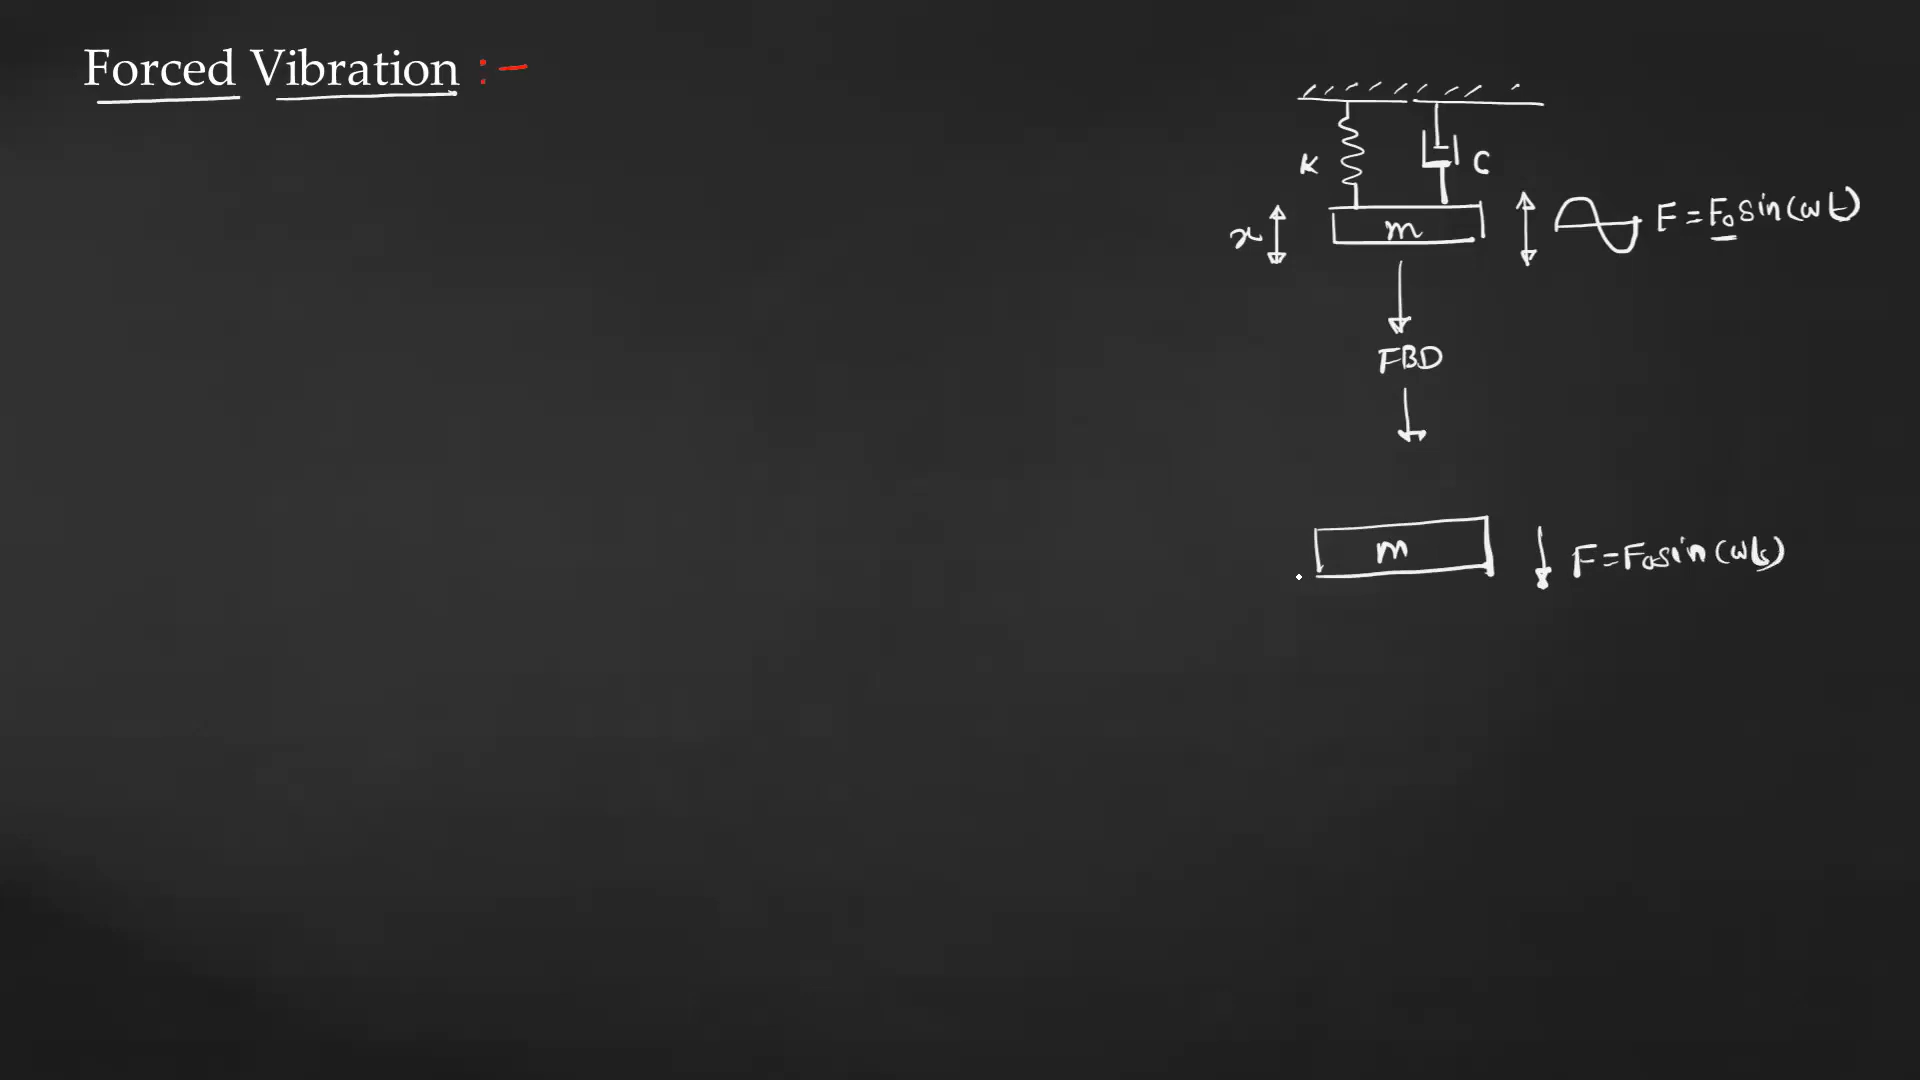 Forced Vibration :-
K
C
x
m
F = F₀ sin(ωt)
FBD
m
F = F₀ sin(ωt)